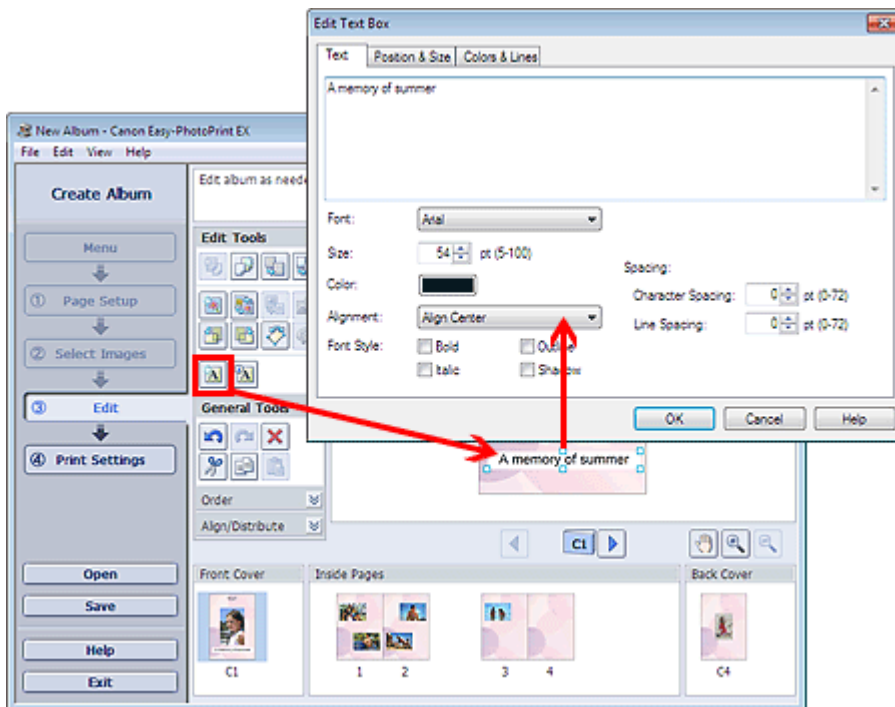 Edit Text Box
Text
Position & Size
Colors & Lines
A memory of summer
Font:
Arial
Size:
54
pt (5-100)
Color:
Alignment:
Align Center
Font Style:
Bold
Outline
Italic
Shadow
Spacing:
Character Spacing:
0
pt (0-72)
Line Spacing:
0
pt (0-72)
OK
Cancel
Help
New Album - Canon Easy-PhotoPrint EX
File Edit View Help
Create Album
Menu
① Page Setup
② Select Images
③ Edit
④ Print Settings
Open
Save
Help
Exit
Edit album as neede
Edit Tools
A
A
General Tools
Order
Align/Distribute
A memory of summer
C1
Front Cover
C1
Inside Pages
1
2
3
4
Back Cover
C4